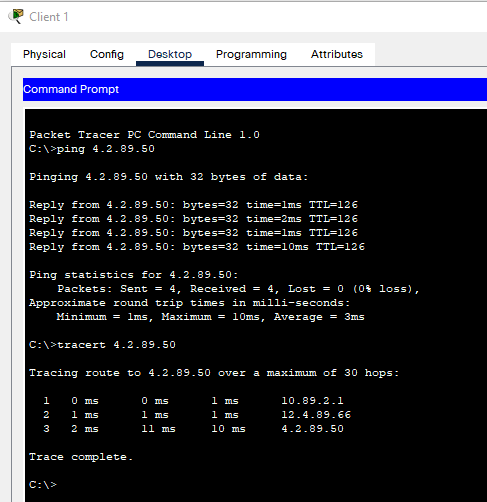 Client 1
Physical Config Desktop Programming Attributes
Command Prompt
Packet Tracer PC Command Line 1.0
C:\>ping 4.2.89.50
Pinging 4.2.89.50 with 32 bytes of data:
Reply from 4.2.89.50: bytes=32 time=1ms TTL=126
Reply from 4.2.89.50: bytes=32 time=2ms TTL=126
Reply from 4.2.89.50: bytes=32 time=1ms TTL=126
Reply from 4.2.89.50: bytes=32 time=10ms TTL=126
Ping statistics for 4.2.89.50:
Packets: Sent = 4, Received = 4, Lost = 0 (0% loss),
Approximate round trip times in milli-seconds:
Minimum = 1ms, Maximum = 10ms, Average = 3ms
C:\>tracert 4.2.89.50
Tracing route to 4.2.89.50 over a maximum of 30 hops:
1 0 ms 0 ms 1 ms 10.89.2.1
2 1 ms 1 ms 1 ms 12.4.89.66
3 2 ms 11 ms 10 ms 4.2.89.50
Trace complete.
C:\>